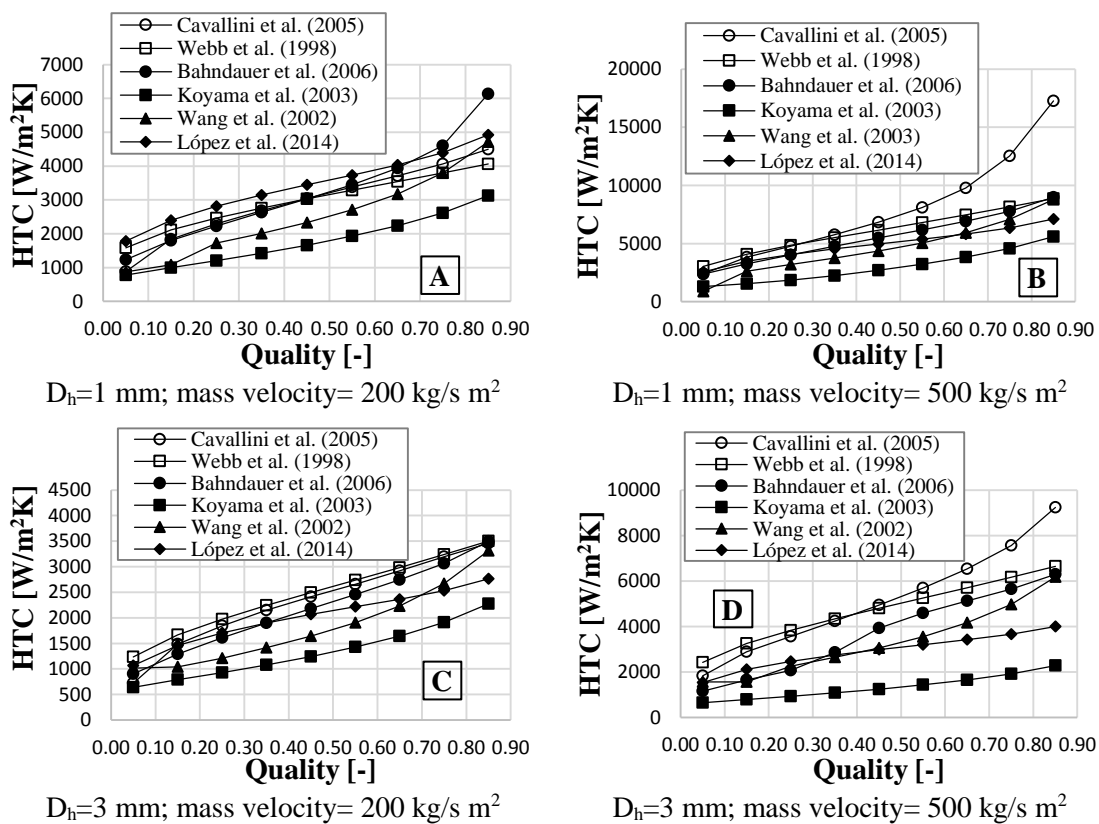 Cavallini et al. (2005)
Webb et al. (1998)
Bahndauer et al. (2006)
Koyama et al. (2003)
Wang et al. (2002)
López et al. (2014)
HTC [W/m²K]
7000
6000
5000
4000
3000
2000
1000
0
A
0.00 0.10 0.20 0.30 0.40 0.50 0.60 0.70 0.80 0.90
Quality [-]
Dₕ=1 mm; mass velocity= 200 kg/s m²
Cavallini et al. (2005)
Webb et al. (1998)
Bahndauer et al. (2006)
Koyama et al. (2003)
Wang et al. (2003)
López et al. (2014)
HTC [W/m²K]
20000
15000
10000
5000
0
B
0.00 0.10 0.20 0.30 0.40 0.50 0.60 0.70 0.80 0.90
Quality [-]
Dₕ=1 mm; mass velocity= 500 kg/s m²
Cavallini et al. (2005)
Webb et al. (1998)
Bahndauer et al. (2006)
Koyama et al. (2003)
Wang et al. (2002)
López et al. (2014)
HTC [W/m²K]
4500
4000
3500
3000
2500
2000
1500
1000
500
0
C
0.00 0.10 0.20 0.30 0.40 0.50 0.60 0.70 0.80 0.90
Quality [-]
Dₕ=3 mm; mass velocity= 200 kg/s m²
Cavallini et al. (2005)
Webb et al. (1998)
Bahndauer et al. (2006)
Koyama et al. (2003)
Wang et al. (2002)
López et al. (2014)
HTC [W/m²K]
10000
8000
6000
4000
2000
0
D
0.00 0.10 0.20 0.30 0.40 0.50 0.60 0.70 0.80 0.90
Quality [-]
Dₕ=3 mm; mass velocity= 500 kg/s m²